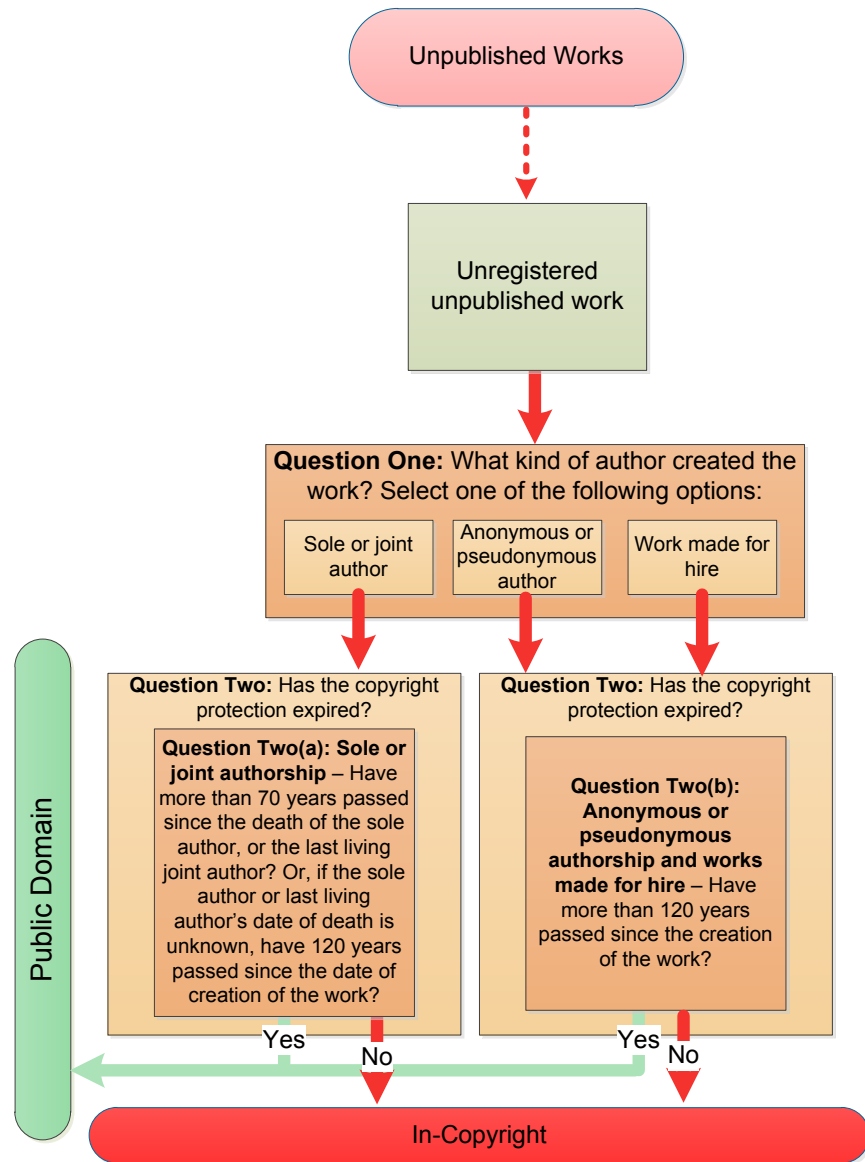 Unpublished Works
Unregistered
unpublished work
Question One: What kind of author created the
work? Select one of the following options:
Sole or joint
author
Anonymous or
pseudonymous
author
Work made for
hire
Question Two: Has the copyright
protection expired?
Question Two(a): Sole or
joint authorship – Have
more than 70 years passed
since the death of the sole
author, or the last living
joint author? Or, if the sole
author or last living
author’s date of death is
unknown, have 120 years
passed since the date of
creation of the work?
Question Two: Has the copyright
protection expired?
Question Two(b):
Anonymous or
pseudonymous
authorship and works
made for hire – Have
more than 120 years
passed since the creation
of the work?
Public Domain
Yes
No
Yes
No
In-Copyright